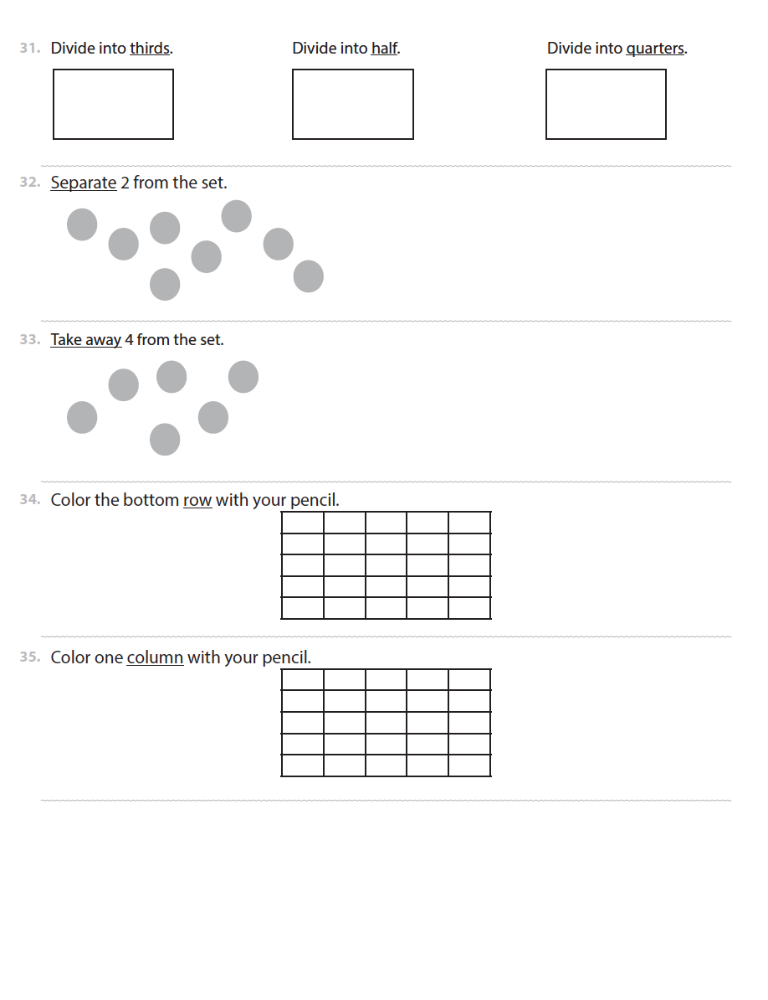 31. Divide into thirds. Divide into half. Divide into quarters.
32. Separate 2 from the set.
33. Take away 4 from the set.
34. Color the bottom row with your pencil.
35. Color one column with your pencil.